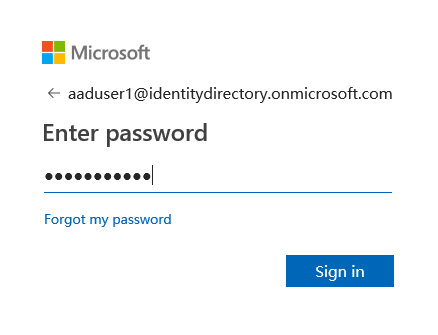 Microsoft
← aaduser1@identitydirectory.onmicrosoft.com
Enter password
•••••••••••
Forgot my password
Sign in